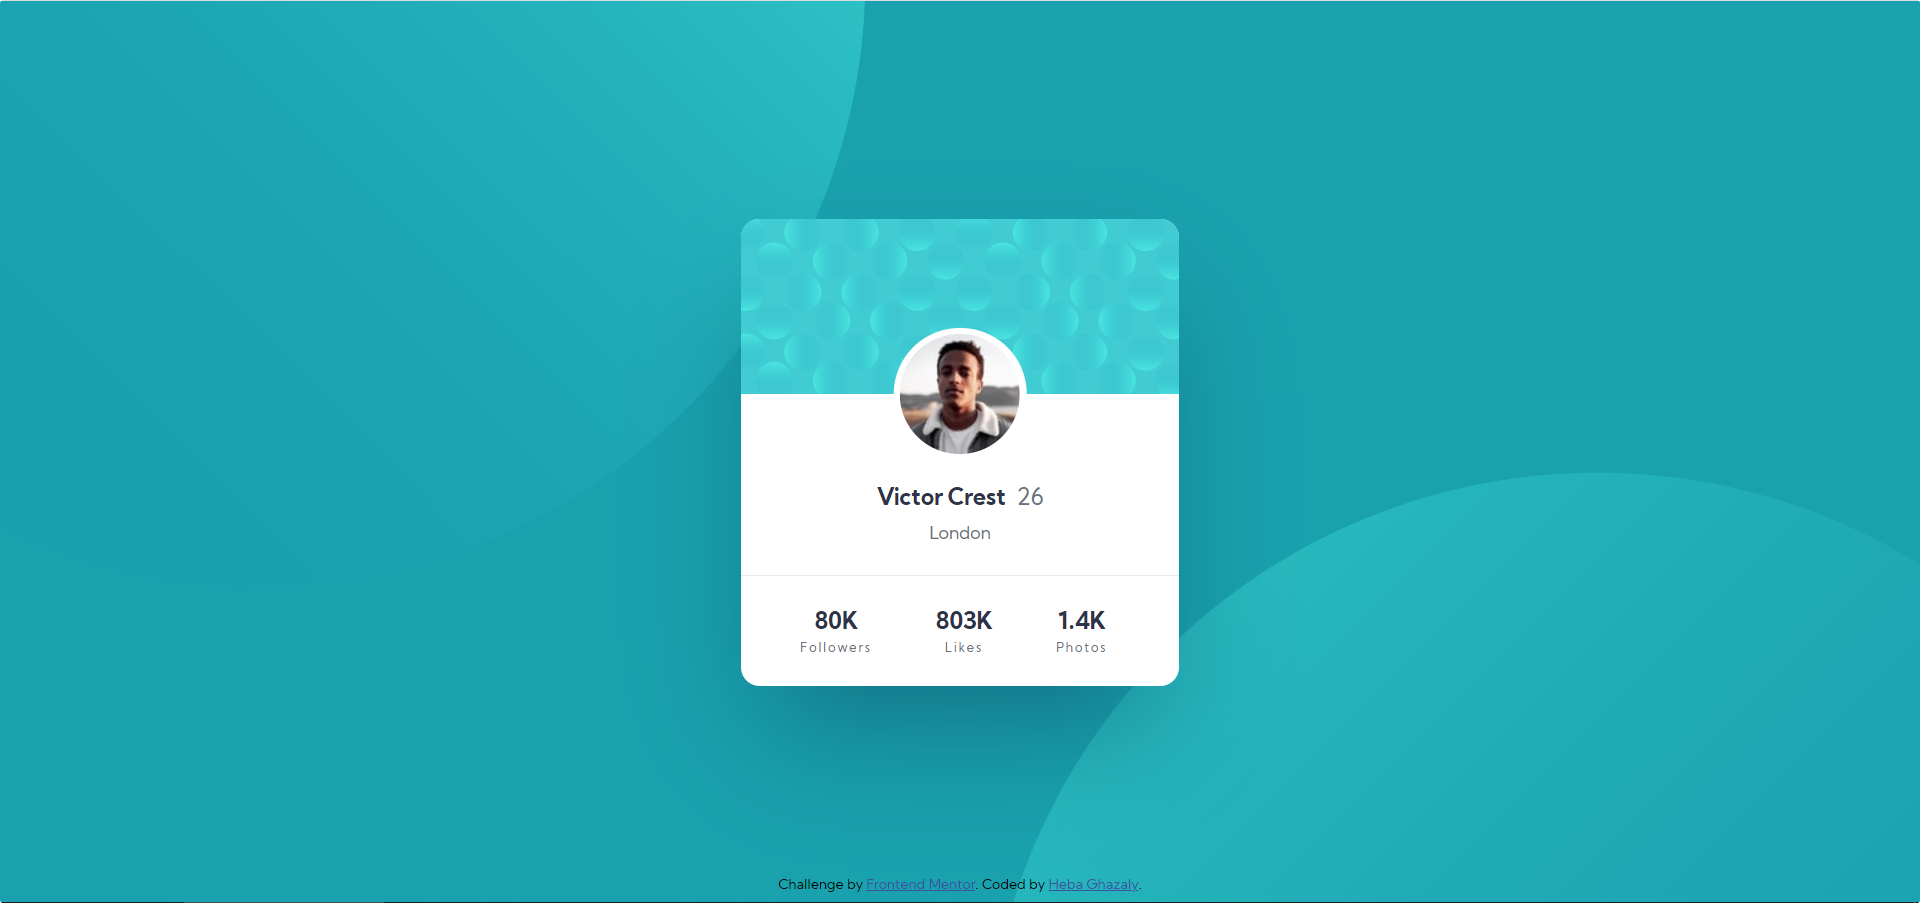 Victor Crest 26
London
80K 803K 1.4K
Followers Likes Photos
Challenge by Frontend Mentor. Coded by Heba Ghazaly.